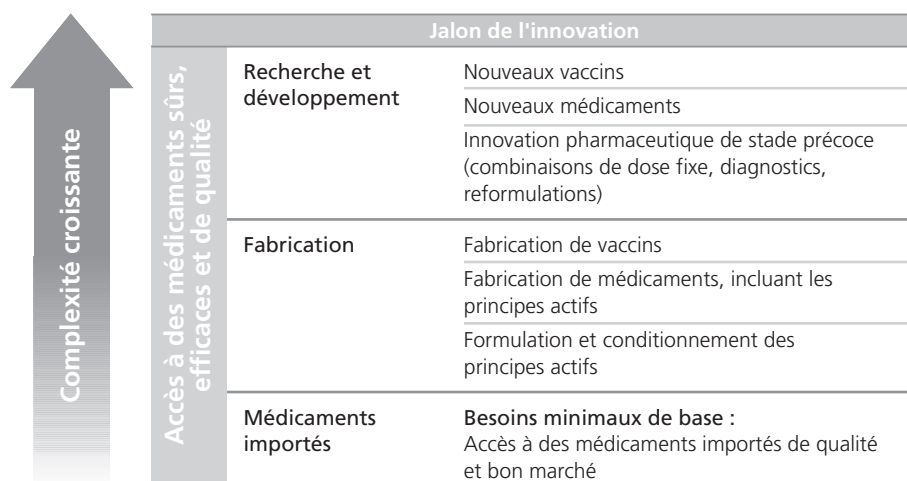 Jalon de l'innovation
Complexité croissante
Accès à des médicaments sûrs,
efficaces et de qualité
Recherche et
développement
Nouveaux vaccins
Nouveaux médicaments
Innovation pharmaceutique de stade précoce
(combinaisons de dose fixe, diagnostics,
reformulations)
Fabrication
Fabrication de vaccins
Fabrication de médicaments, incluant les
principes actifs
Formulation et conditionnement des
principes actifs
Médicaments
importés
Besoins minimaux de base :
Accès à des médicaments importés de qualité
et bon marché